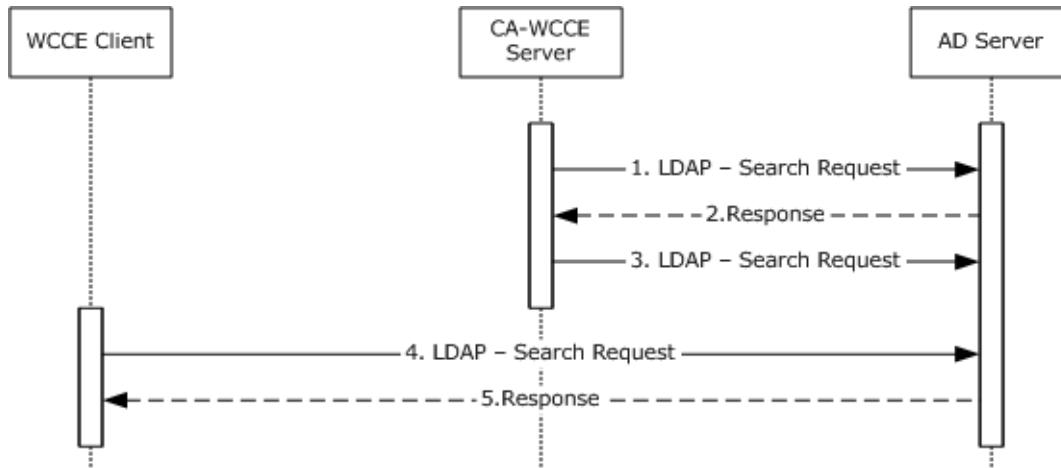 WCCE Client
CA-WCCE
Server
AD Server
1. LDAP – Search Request
2.Response
3. LDAP – Search Request
4. LDAP – Search Request
5.Response